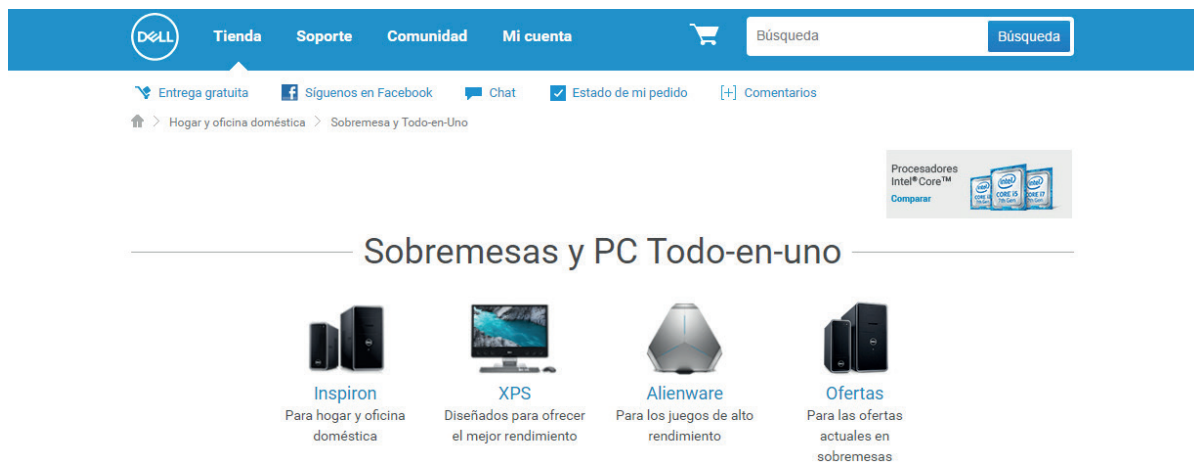 DELL
Tienda Soporte Comunidad Mi cuenta Búsqueda Búsqueda
Entrega gratuita Síguenos en Facebook Chat Estado de mi pedido [+] Comentarios
> Hogar y oficina doméstica > Sobremesa y Todo-en-Uno
Procesadores
Intel® Core™
Comparar
Sobremesas y PC Todo-en-uno
Inspiron
Para hogar y oficina
doméstica
XPS
Diseñados para ofrecer
el mejor rendimiento
Alienware
Para los juegos de alto
rendimiento
Ofertas
Para las ofertas
actuales en
sobremesas